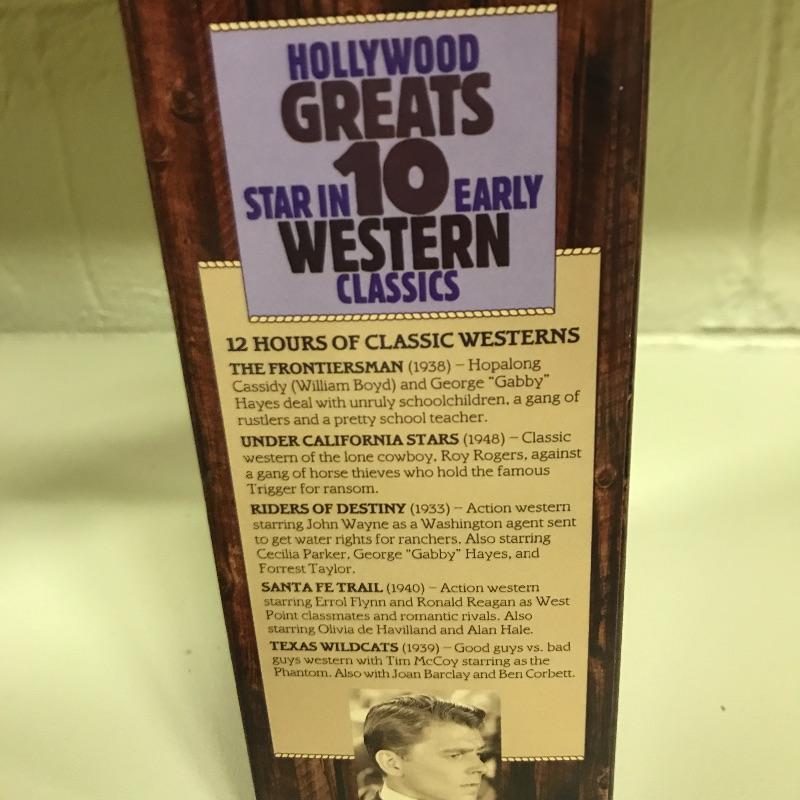 HOLLYWOOD
GREATS
STAR IN 10 EARLY
WESTERN
CLASSICS
12 HOURS OF CLASSIC WESTERNS
THE FRONTIERSMAN (1938) – Hopalong
Cassidy (William Boyd) and George "Gabby"
Hayes deal with unruly schoolchildren, a gang of
rustlers and a pretty school teacher.
UNDER CALIFORNIA STARS (1948) – Classic
western of the lone cowboy, Roy Rogers, against
a gang of horse thieves who hold the famous
Trigger for ransom.
RIDERS OF DESTINY (1933) – Action western
starring John Wayne as a Washington agent sent
to get water rights for ranchers. Also starring
Cecilia Parker, George "Gabby" Hayes, and
Forrest Taylor.
SANTA FE TRAIL (1940) – Action western
starring Errol Flynn and Ronald Reagan as West
Point classmates and romantic rivals. Also
starring Olivia de Havilland and Alan Hale.
TEXAS WILDCATS (1939) – Good guys vs. bad
guys western with Tim McCoy starring as the
Phantom. Also with Joan Barclay and Ben Corbett.